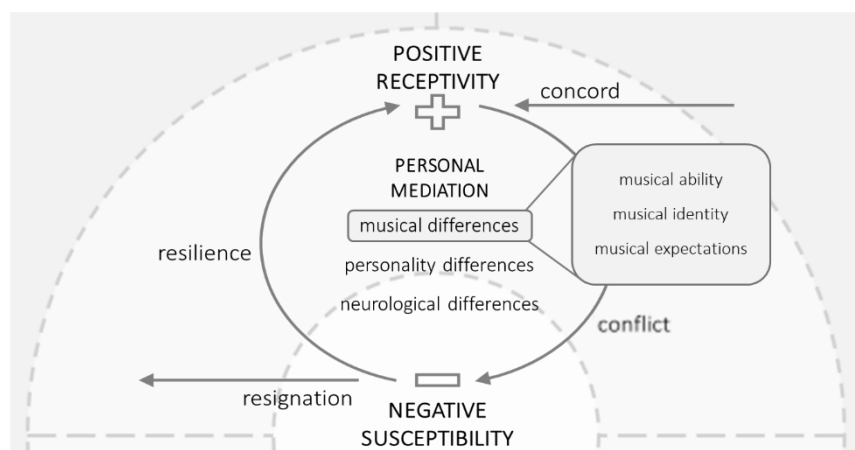 POSITIVE
RECEPTIVITY
concord
PERSONAL
MEDIATION
musical ability
musical identity
musical expectations
musical differences
resilience
personality differences
neurological differences
conflict
resignation
NEGATIVE
SUSCEPTIBILITY